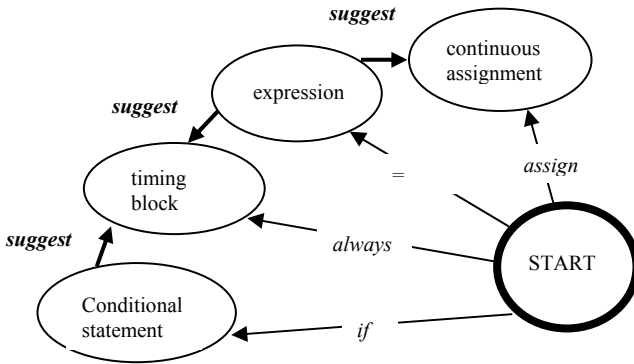 suggest
continuous
assignment
expression
suggest
timing
block
=
assign
suggest
always
START
Conditional
statement
if